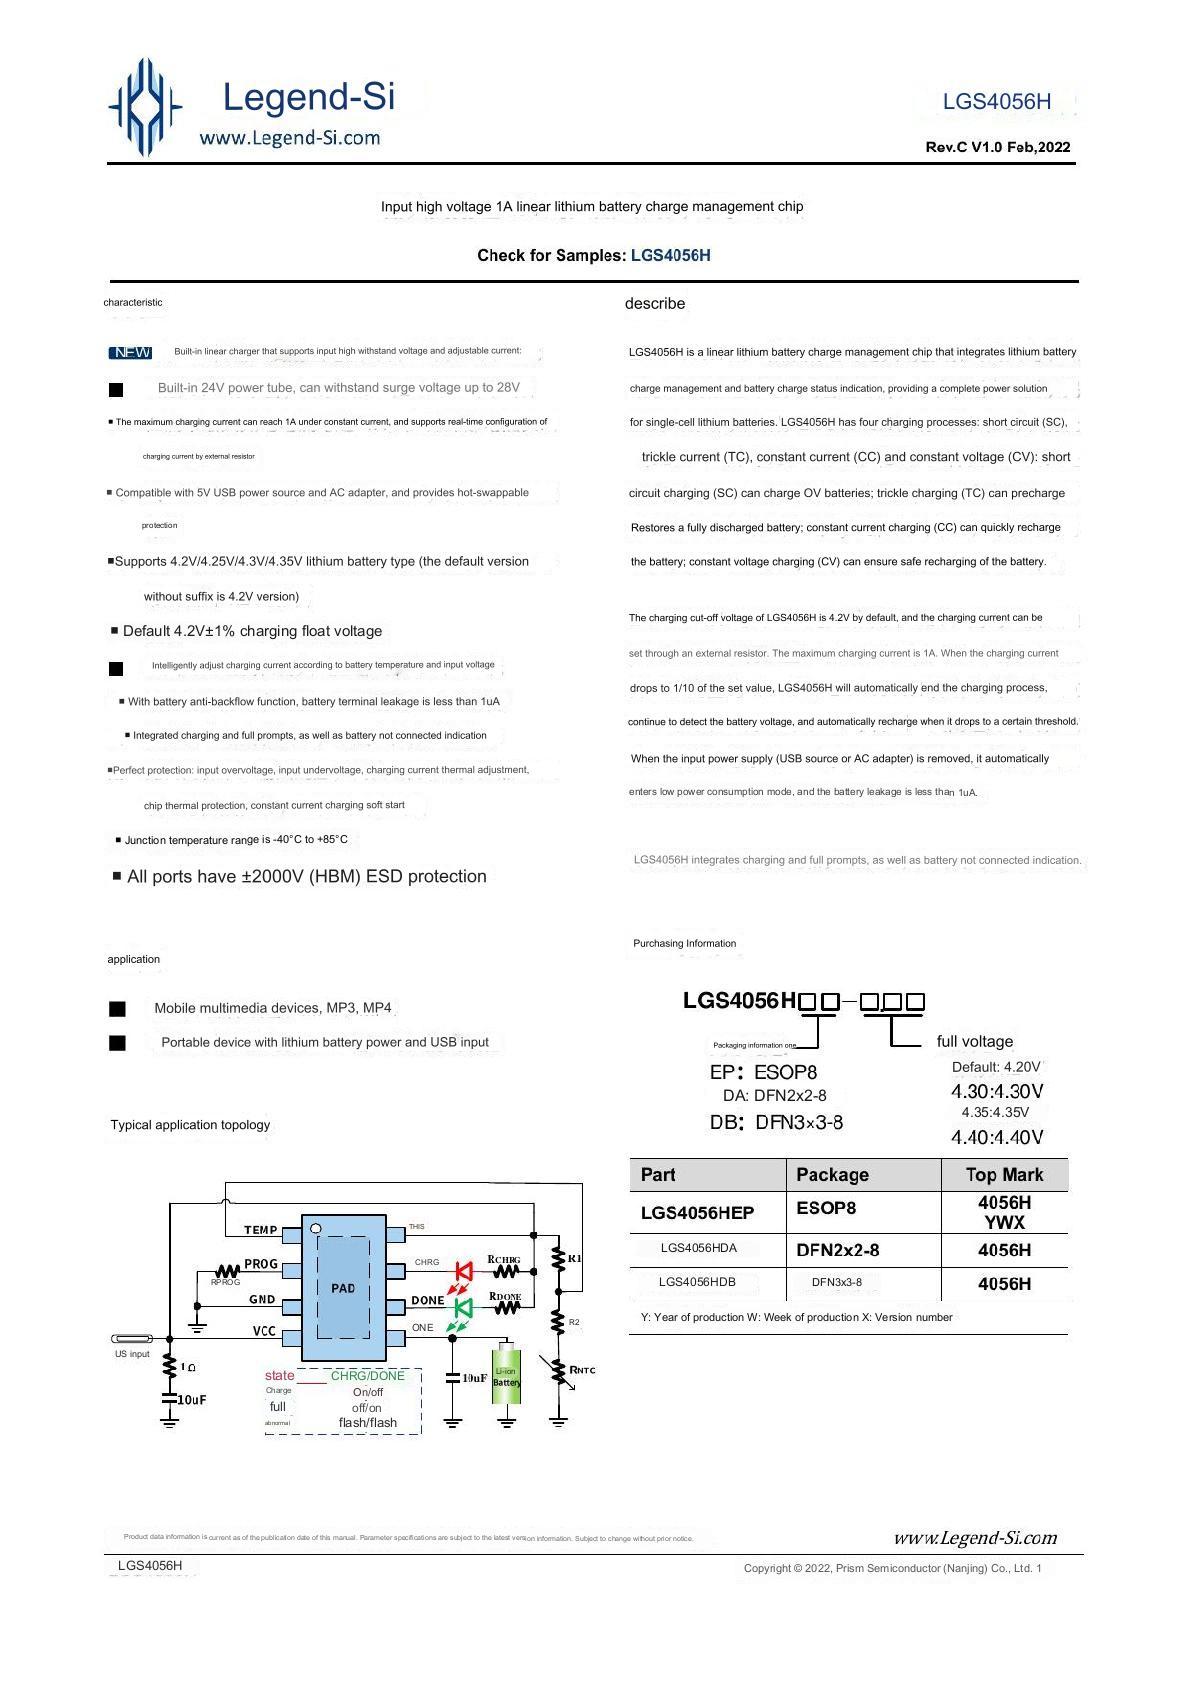 Legend-Si
www.Legend-Si.com
LGS4056H
Rev.C V1.0 Feb,2022
Input high voltage 1A linear lithium battery charge management chip
Check for Samples: LGS4056H
characteristic
NEW Built-in linear charger that supports input high withstand voltage and adjustable current:
■ Built-in 24V power tube, can withstand surge voltage up to 28V
■ The maximum charging current can reach 1A under constant current, and supports real-time configuration of
charging current by external resistor
■ Compatible with 5V USB power source and AC adapter, and provides hot-swappable
protection
■Supports 4.2V/4.25V/4.3V/4.35V lithium battery type (the default version
without suffix is 4.2V version)
■ Default 4.2V±1% charging float voltage
■ Intelligently adjust charging current according to battery temperature and input voltage
■ With battery anti-backflow function, battery terminal leakage is less than 1uA
■ Integrated charging and full prompts, as well as battery not connected indication
■Perfect protection: input overvoltage, input undervoltage, charging current thermal adjustment,
chip thermal protection, constant current charging soft start
■ Junction temperature range is -40°C to +85°C
■ All ports have ±2000V (HBM) ESD protection
application
■ Mobile multimedia devices, MP3, MP4
■ Portable device with lithium battery power and USB input
Typical application topology
TEMP
THIS
PROG
RPROG
CHRG
RCHRG
R1
PAD
GND
DONE
RDONE
VCC
ONE
R2
US input
1Ω
10uF
10uF
Li-ion
Battery
RNTC
state CHRG/DONE
Charge On/off
full off/on
abnormal flash/flash
describe
LGS4056H is a linear lithium battery charge management chip that integrates lithium battery
charge management and battery charge status indication, providing a complete power solution
for single-cell lithium batteries. LGS4056H has four charging processes: short circuit (SC),
trickle current (TC), constant current (CC) and constant voltage (CV): short
circuit charging (SC) can charge OV batteries; trickle charging (TC) can precharge
Restores a fully discharged battery; constant current charging (CC) can quickly recharge
the battery; constant voltage charging (CV) can ensure safe recharging of the battery.
The charging cut-off voltage of LGS4056H is 4.2V by default, and the charging current can be
set through an external resistor. The maximum charging current is 1A. When the charging current
drops to 1/10 of the set value, LGS4056H will automatically end the charging process,
continue to detect the battery voltage, and automatically recharge when it drops to a certain threshold.
When the input power supply (USB source or AC adapter) is removed, it automatically
enters low power consumption mode, and the battery leakage is less than 1uA.
LGS4056H integrates charging and full prompts, as well as battery not connected indication.
Purchasing Information
LGS4056H□□–□□□
Packaging information one
full voltage
EP: ESOP8
DA: DFN2x2-8
DB: DFN3×3-8
Default: 4.20V
4.30:4.30V
4.35:4.35V
4.40:4.40V
Part Package Top Mark
LGS4056HEP ESOP8 4056H
YWX
LGS4056HDA DFN2x2-8 4056H
LGS4056HDB DFN3x3-8 4056H
Y: Year of production W: Week of production X: Version number
Product data information is current as of the publication date of this manual. Parameter specifications are subject to the latest version information. Subject to change without prior notice.
www.Legend-Si.com
LGS4056H
Copyright © 2022, Prism Semiconductor (Nanjing) Co., Ltd. 1